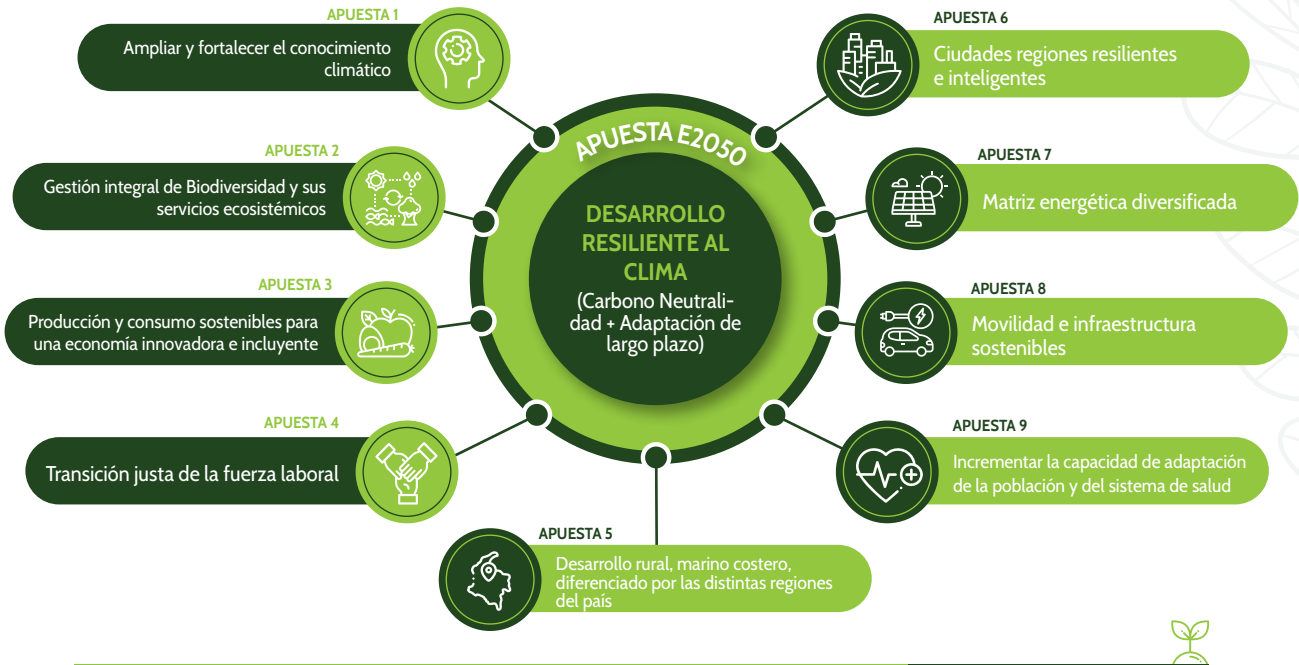 APUESTA 1
Ampliar y fortalecer el conocimiento
climático
APUESTA 2
Gestión integral de Biodiversidad y sus
servicios ecosistémicos
APUESTA 3
Producción y consumo sostenibles para
una economía innovadora e incluyente
APUESTA 4
Transición justa de la fuerza laboral
APUESTA 5
Desarrollo rural, marino costero,
diferenciado por las distintas regiones
del país
APUESTA E2050
DESARROLLO
RESILIENTE AL
CLIMA
(Carbono Neutrali-
dad + Adaptación de
largo plazo)
APUESTA 6
Ciudades regiones resilientes
e inteligentes
APUESTA 7
Matriz energética diversificada
APUESTA 8
Movilidad e infraestructura
sostenibles
APUESTA 9
Incrementar la capacidad de adaptación
de la población y del sistema de salud